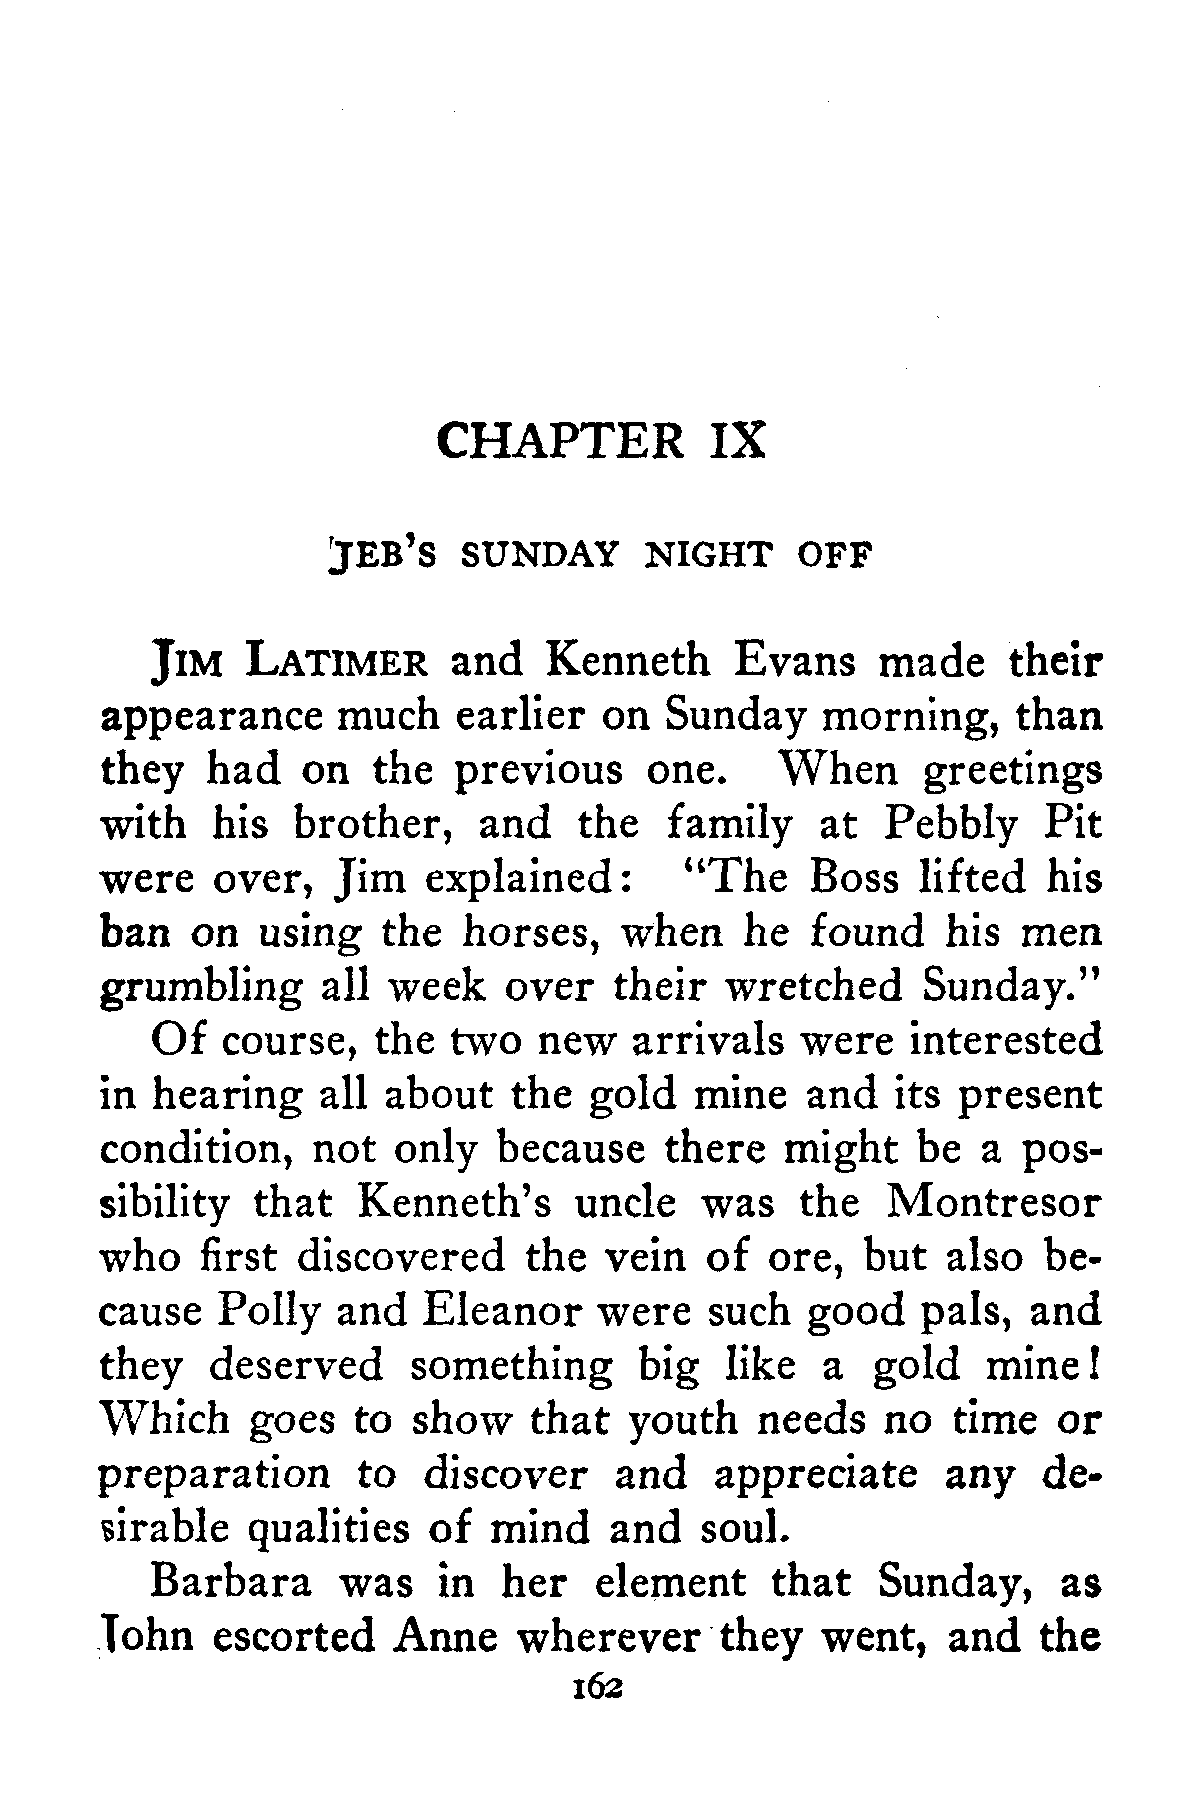 CHAPTER IX
JEB'S SUNDAY NIGHT OFF
JIM LATIMER and Kenneth Evans made their
appearance much earlier on Sunday morning, than
they had on the previous one. When greetings
with his brother, and the family at Pebbly Pit
were over, Jim explained: "The Boss lifted his
ban on using the horses, when he found his men
grumbling all week over their wretched Sunday."
Of course, the two new arrivals were interested
in hearing all about the gold mine and its present
condition, not only because there might be a pos-
sibility that Kenneth's uncle was the Montresor
who first discovered the vein of ore, but also be-
cause Polly and Eleanor were such good pals, and
they deserved something big like a gold mine!
Which goes to show that youth needs no time or
preparation to discover and appreciate any de-
sirable qualities of mind and soul.
Barbara was in her element that Sunday, as
John escorted Anne wherever they went, and the
162